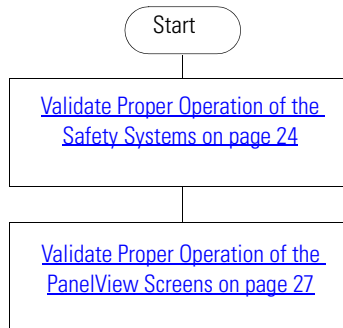 Start
Validate Proper Operation of the
Safety Systems on page 24
Validate Proper Operation of the
PanelView Screens on page 27